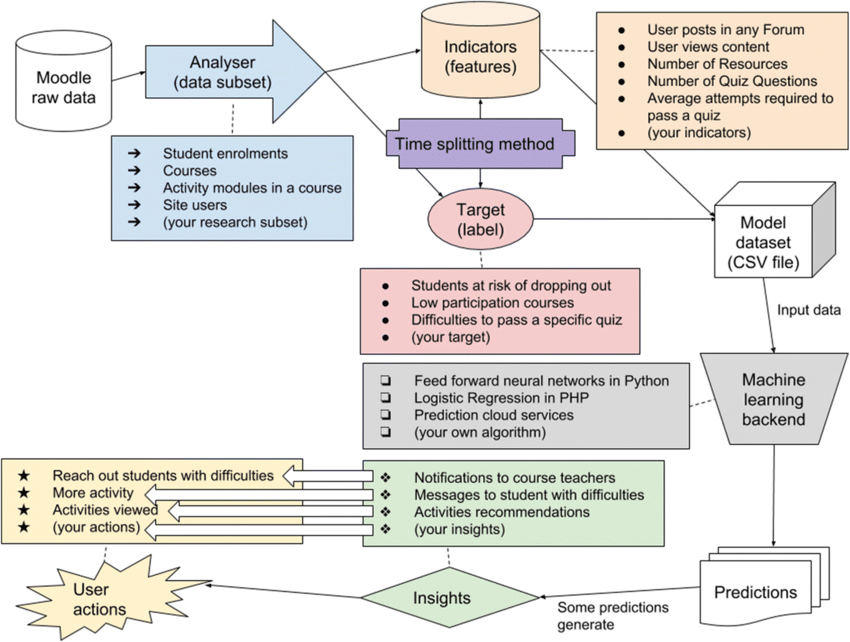 Moodle
raw data
Analyser
(data subset)
Indicators
(features)
User posts in any Forum
User views content
Number of Resources
Number of Quiz Questions
Average attempts required to
pass a quiz
(your indicators)
Time splitting method
Student enrolments
Courses
Activity modules in a course
Site users
(your research subset)
Target
(label)
Model
dataset
(CSV file)
Students at risk of dropping out
Low participation courses
Difficulties to pass a specific quiz
(your target)
Input data
Feed forward neural networks in Python
Logistic Regression in PHP
Prediction cloud services
(your own algorithm)
Machine
learning
backend
Reach out students with difficulties
More activity
Activities viewed
(your actions)
Notifications to course teachers
Messages to student with difficulties
Activities recommendations
(your insights)
User
actions
Insights
Some predictions
generate
Predictions